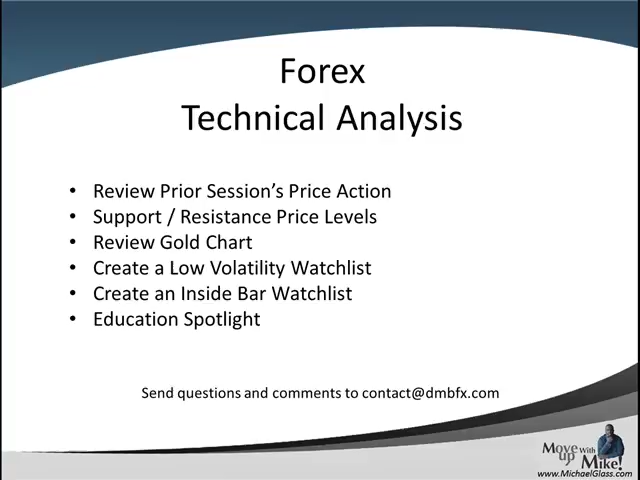 Forex
Technical Analysis
• Review Prior Session's Price Action
• Support / Resistance Price Levels
• Review Gold Chart
• Create a Low Volatility Watchlist
• Create an Inside Bar Watchlist
• Education Spotlight
Send questions and comments to contact@dmbfx.com
Move up With Mike!
www.MichaelGlass.com